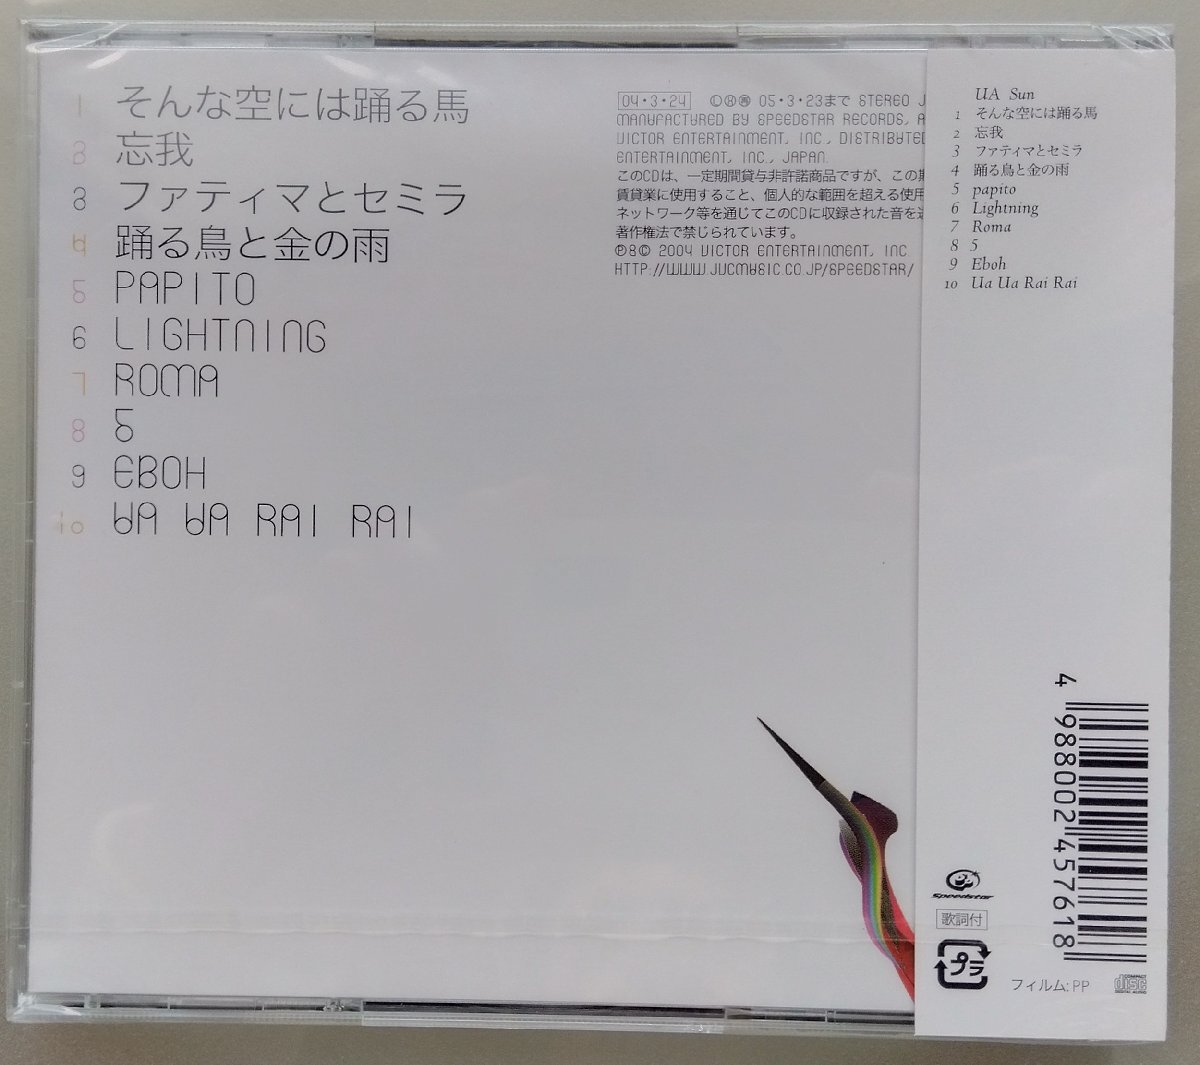 1 そんな空には踊る馬
2 忘我
3 ファティマとセミラ
4 踊る鳥と金の雨
5 PAPITO
6 LIGHTNING
7 ROMA
8 5
9 EBOH
10 UA UA RAI RAI
04・3・24 05・3・23まで STEREO
MANUFACTURED BY SPEEDSTAR RECORDS, A
VICTOR ENTERTAINMENT, INC., DISTRIBUTED
ENTERTAINMENT, INC., JAPAN.
このCDは、一定期間貸与非許諾商品ですが、この期
賃貸業に使用すること、個人的な範囲を超える使用
ネットワーク等を通じてこのCDに収録された音を
著作権法で禁じられています。
℗&© 2004 VICTOR ENTERTAINMENT, INC.
HTTP://WWW.JVCMUSIC.CO.JP/SPEEDSTAR/
UA Sun
1 そんな空には踊る馬
2 忘我
3 ファティマとセミラ
4 踊る鳥と金の雨
5 papito
6 Lightning
7 Roma
8 5
9 Eboh
10 Ua Ua Rai Rai
4 988002 457618
Speedstar
歌詞付
プラ
フィルム: PP
COMPACT
disc
DIGITAL AUDIO